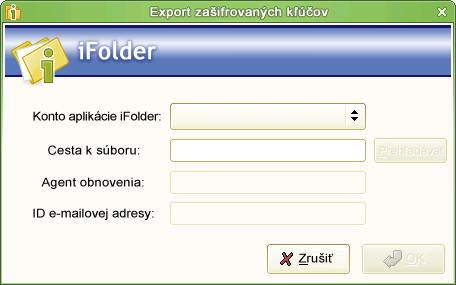 Export zašifrovaných kľúčov
iFolder
Konto aplikácie iFolder:
Cesta k súboru:
Prehľadávať
Agent obnovenia:
ID e-mailovej adresy:
Zrušiť
OK